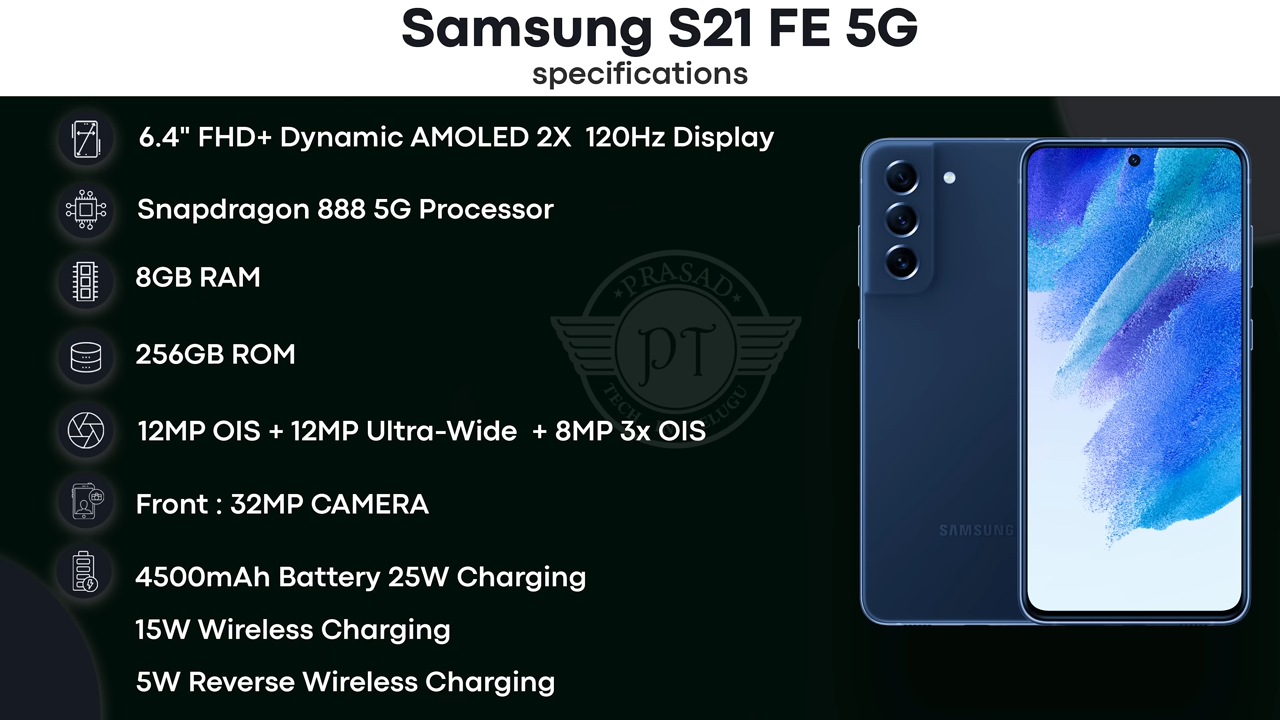 Samsung S21 FE 5G
specifications
6.4" FHD+ Dynamic AMOLED 2X 120Hz Display
Snapdragon 888 5G Processor
8GB RAM
256GB ROM
PRASAD
PT
TECH
12MP OIS + 12MP Ultra-Wide + 8MP 3x OIS
Front : 32MP CAMERA
4500mAh Battery 25W Charging
15W Wireless Charging
5W Reverse Wireless Charging
SAMSUNG